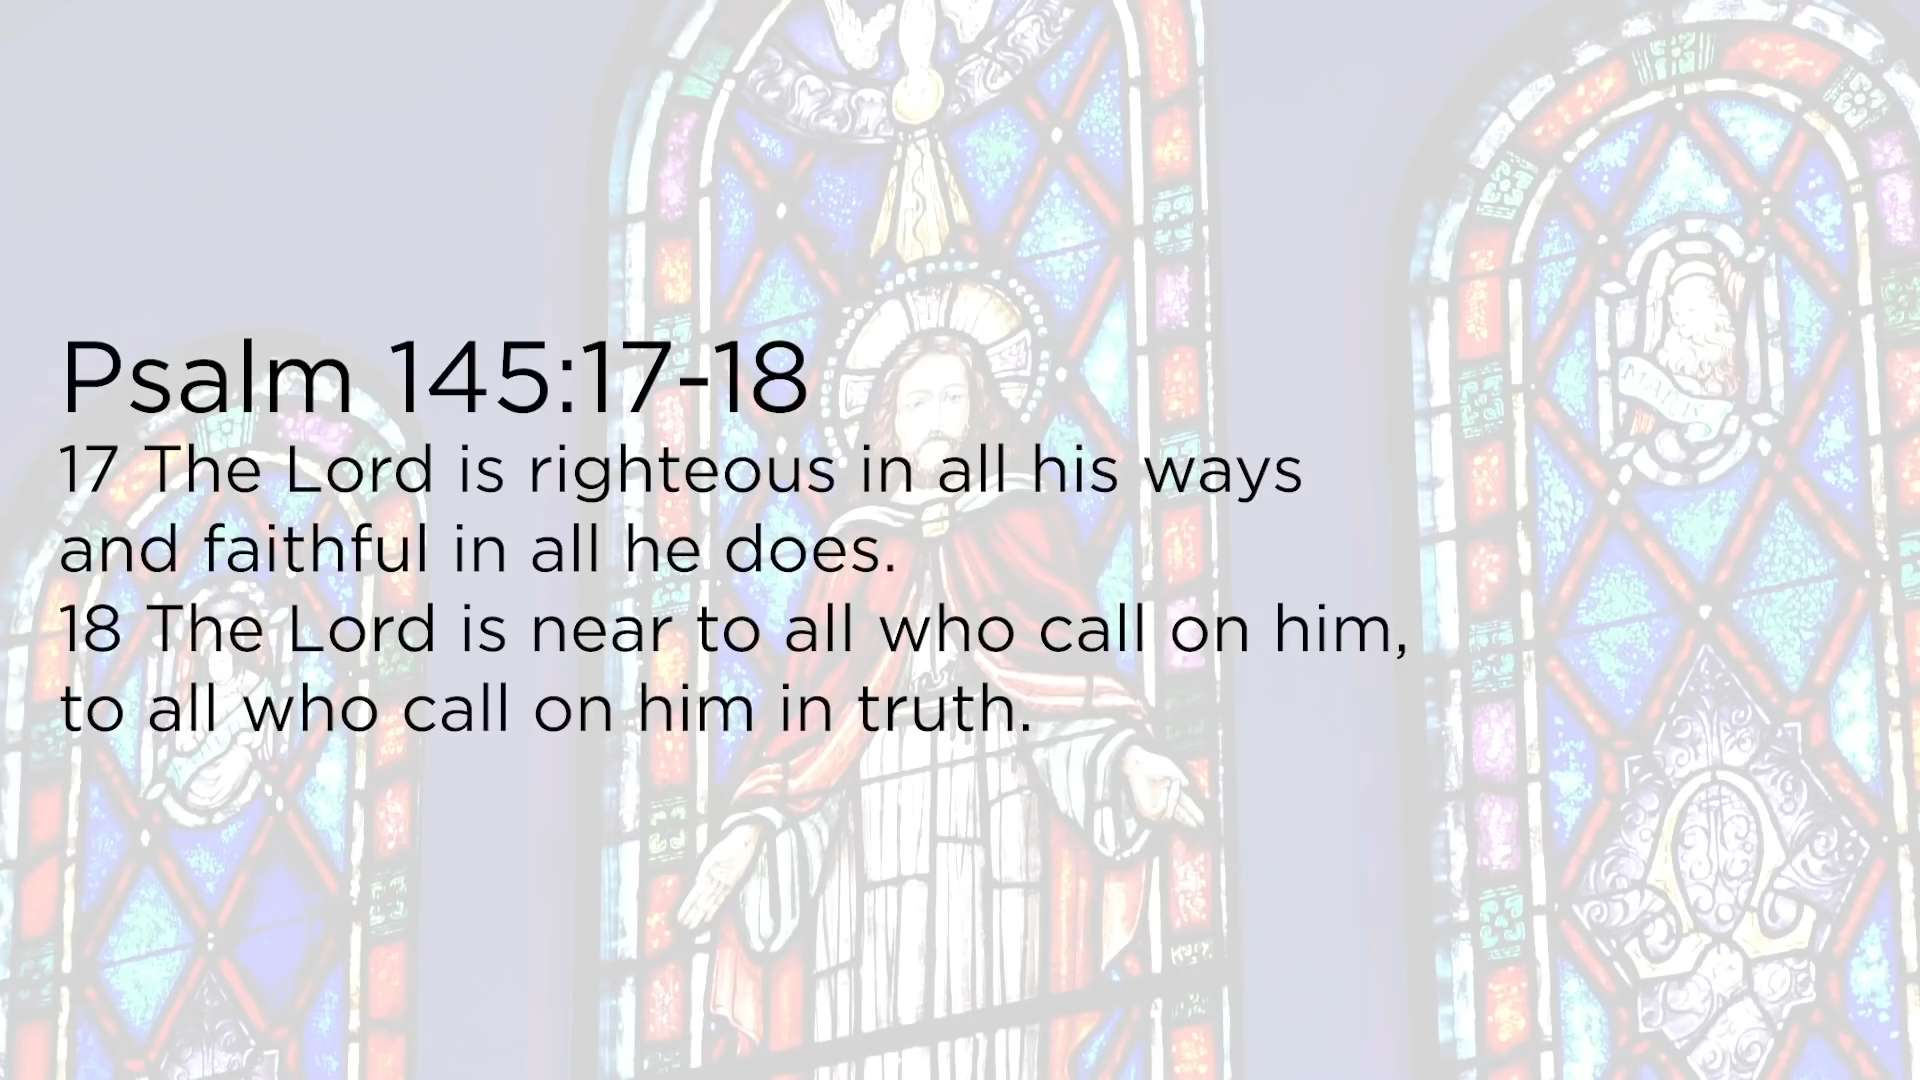 Psalm 145:17-18
17 The Lord is righteous in all his ways
and faithful in all he does.
18 The Lord is near to all who call on him,
to all who call on him in truth.